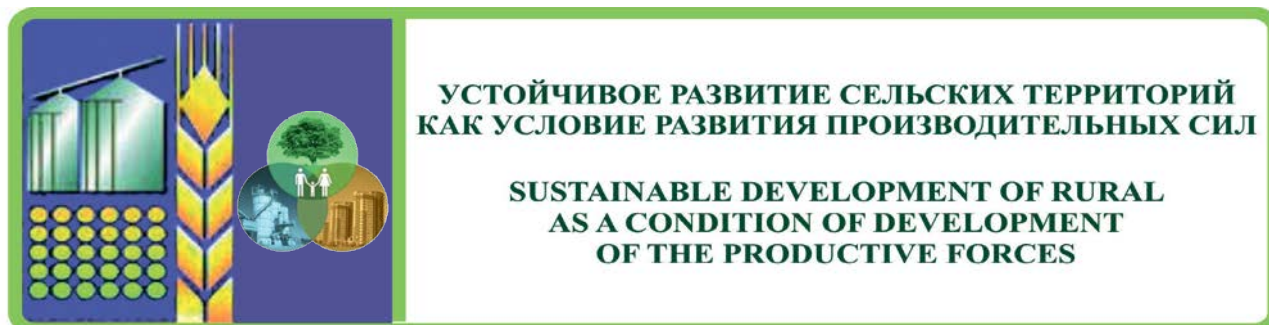 УСТОЙЧИВОЕ РАЗВИТИЕ СЕЛЬСКИХ ТЕРРИТОРИЙ
КАК УСЛОВИЕ РАЗВИТИЯ ПРОИЗВОДИТЕЛЬНЫХ СИЛ
SUSTAINABLE DEVELOPMENT OF RURAL
AS A CONDITION OF DEVELOPMENT
OF THE PRODUCTIVE FORCES